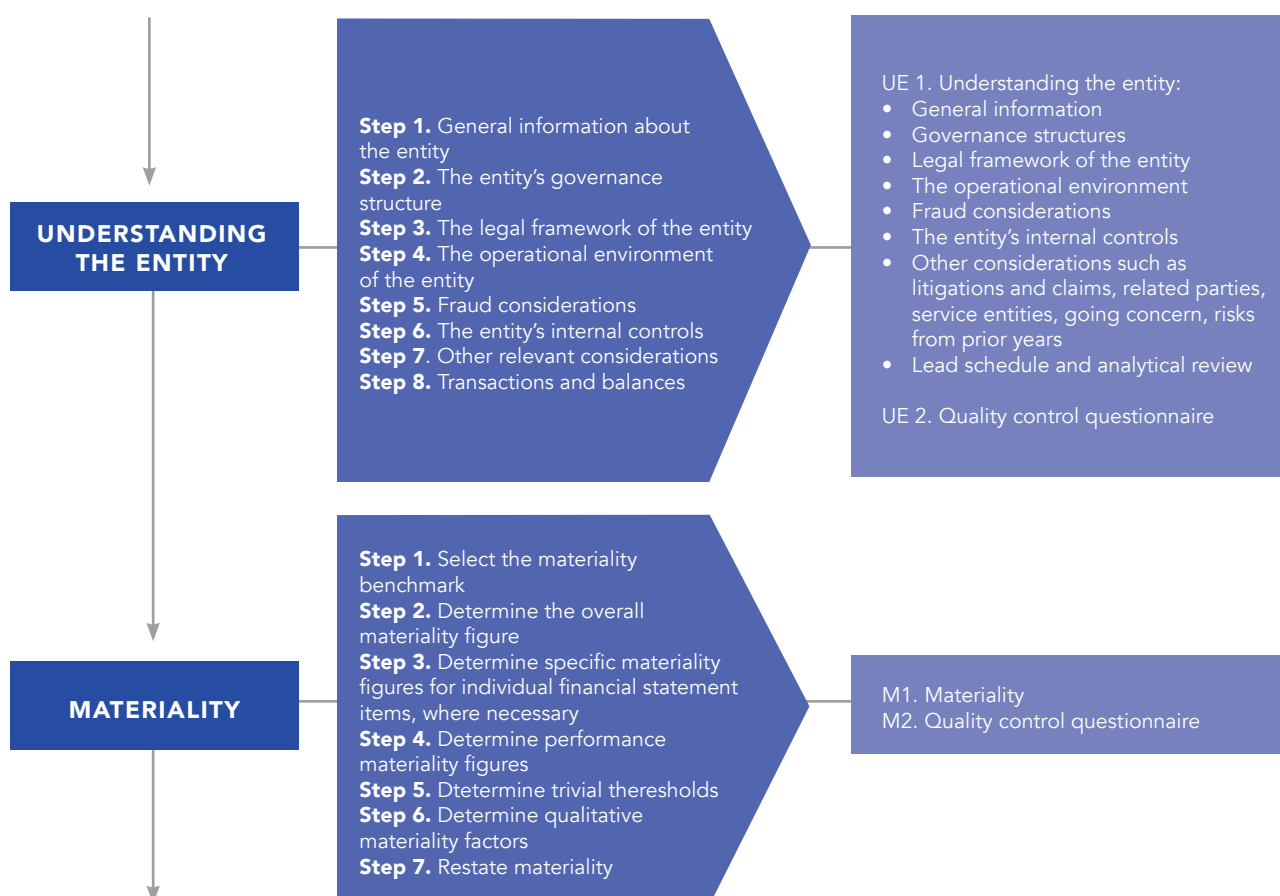 UNDERSTANDING
THE ENTITY
Step 1. General information about
the entity
Step 2. The entity’s governance
structure
Step 3. The legal framework of the entity
Step 4. The operational environment
of the entity
Step 5. Fraud considerations
Step 6. The entity’s internal controls
Step 7. Other relevant considerations
Step 8. Transactions and balances
UE 1. Understanding the entity:
• General information
• Governance structures
• Legal framework of the entity
• The operational environment
• Fraud considerations
• The entity’s internal controls
• Other considerations such as
litigations and claims, related parties,
service entities, going concern, risks
from prior years
• Lead schedule and analytical review
UE 2. Quality control questionnaire
MATERIALITY
Step 1. Select the materiality
benchmark
Step 2. Determine the overall
materiality figure
Step 3. Determine specific materiality
figures for individual financial statement
items, where necessary
Step 4. Determine performance
materiality figures
Step 5. Dtetermine trivial theresholds
Step 6. Determine qualitative
materiality factors
Step 7. Restate materiality
M1. Materiality
M2. Quality control questionnaire